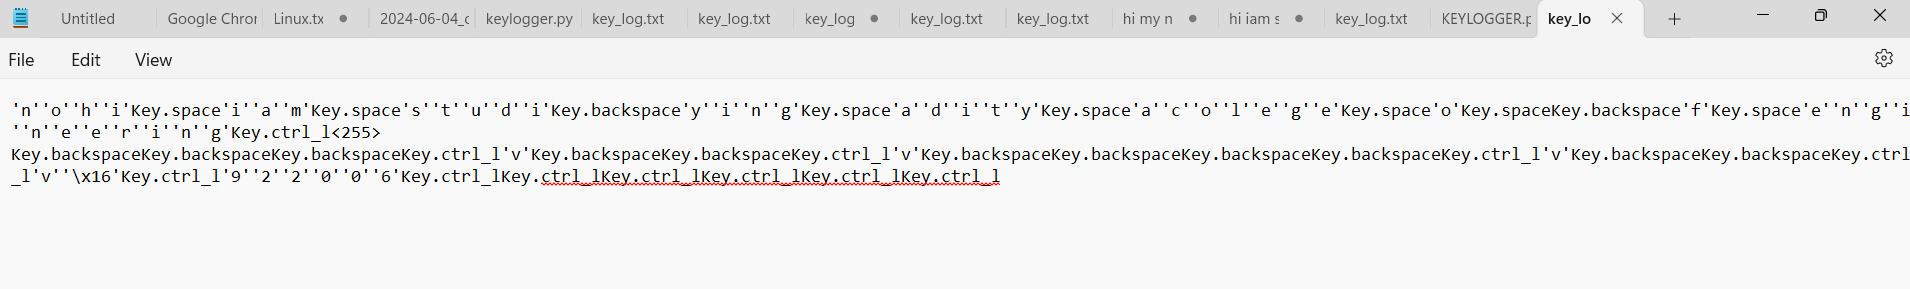 Untitled Google Chror Linux.tx 2024-06-04_c keylogger.py key_log.txt key_log.txt key_log key_log.txt key_log.txt hi my n hi iam s key_log.txt KEYLOGGER.p key_lo
File Edit View
'n''o''h''i'Key.space'i''a''m'Key.space's''t''u''d''i'Key.backspace'y''i''n''g'Key.space'a''d''i''t''y'Key.space'a''c''o''l''e''g''e'Key.space'o'Key.spaceKey.backspace'f'Key.space'e''n''g''i
''n''e''e''r''i''n''g'Key.ctrl_l<255>
Key.backspaceKey.backspaceKey.backspaceKey.ctrl_l'v'Key.backspaceKey.backspaceKey.ctrl_l'v'Key.backspaceKey.backspaceKey.backspaceKey.backspaceKey.ctrl_l'v'Key.backspaceKey.backspaceKey.ctrl
_l'v''\x16'Key.ctrl_l'9''2''2''0''0''6'Key.ctrl_lKey.ctrl_lKey.ctrl_lKey.ctrl_lKey.ctrl_lKey.ctrl_l